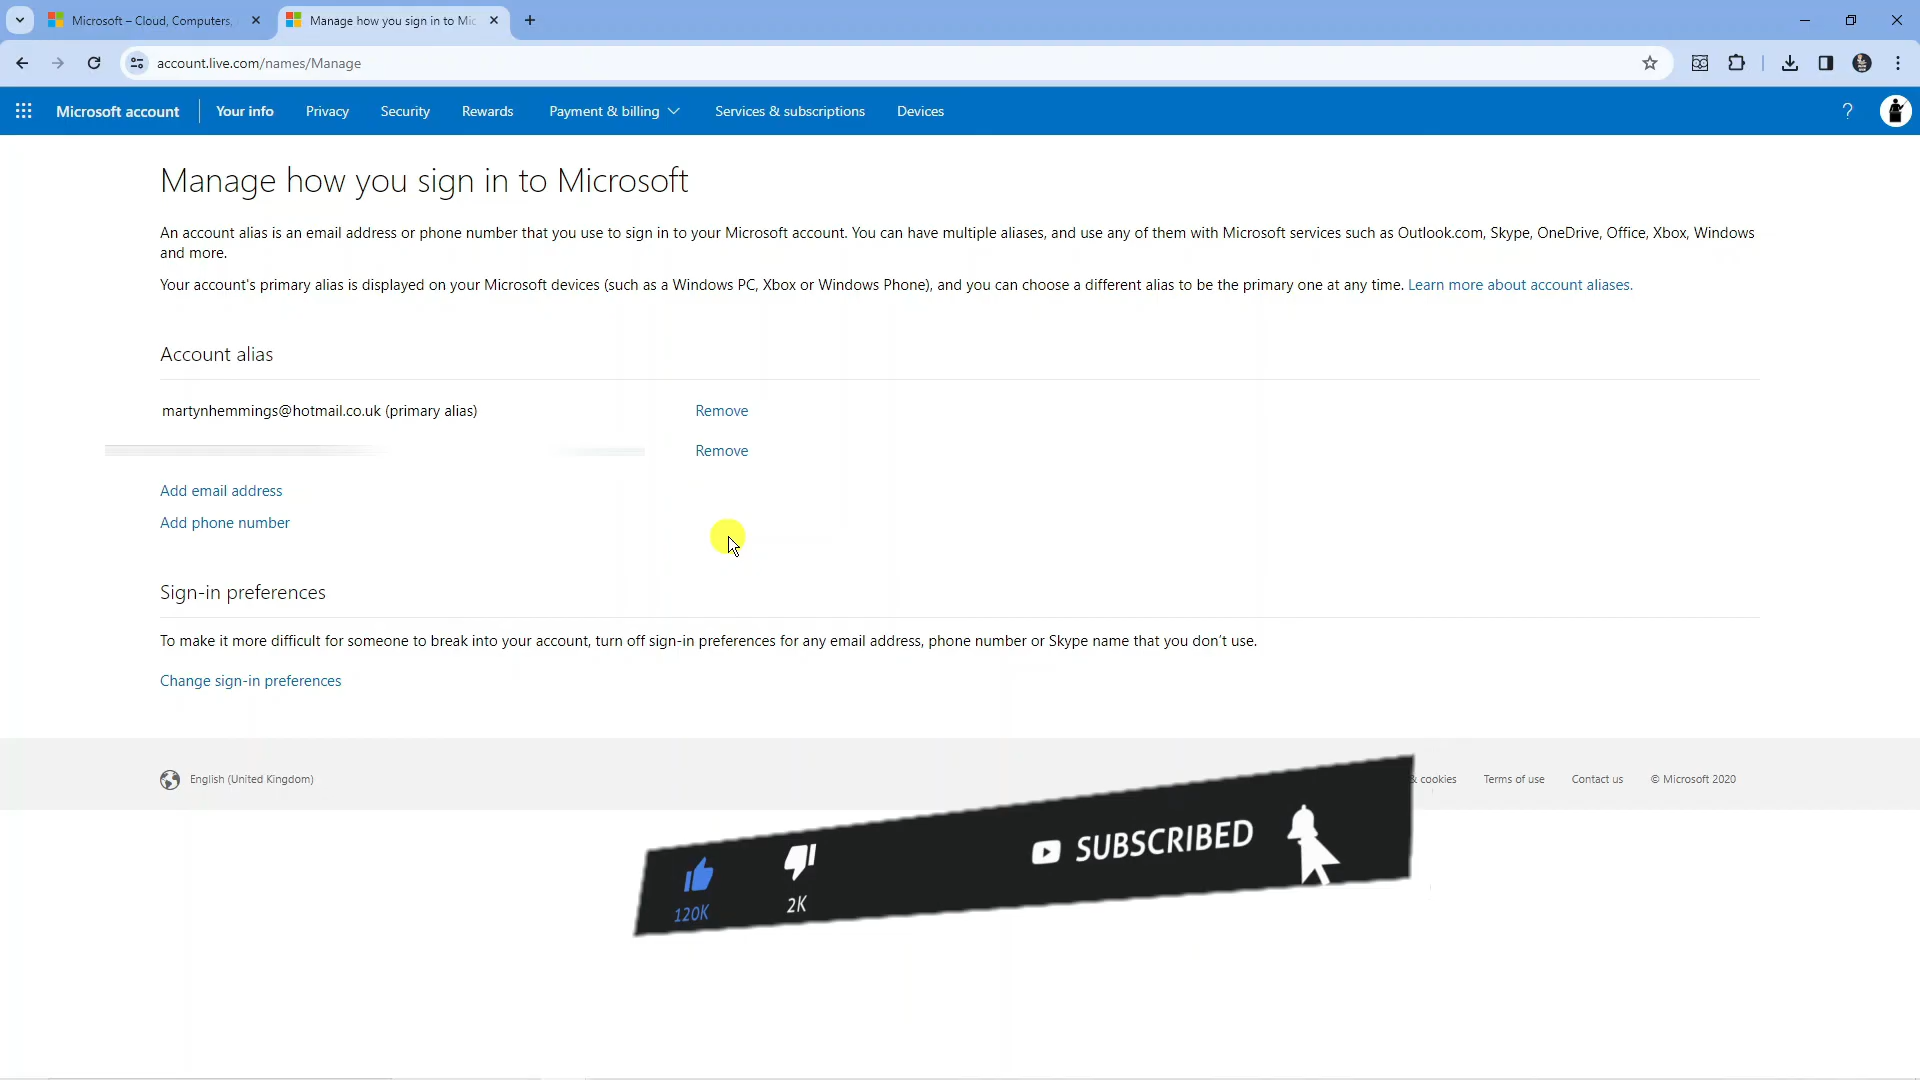 Microsoft – Cloud, Computers,
Manage how you sign in to Mic
account.live.com/names/Manage
Microsoft account
Your info
Privacy
Security
Rewards
Payment & billing
Services & subscriptions
Devices
?
Manage how you sign in to Microsoft
An account alias is an email address or phone number that you use to sign in to your Microsoft account. You can have multiple aliases, and use any of them with Microsoft services such as Outlook.com, Skype, OneDrive, Office, Xbox, Windows
and more.
Your account's primary alias is displayed on your Microsoft devices (such as a Windows PC, Xbox or Windows Phone), and you can choose a different alias to be the primary one at any time. Learn more about account aliases.
Account alias
martynhemmings@hotmail.co.uk (primary alias) Remove
Remove
Add email address
Add phone number
Sign-in preferences
To make it more difficult for someone to break into your account, turn off sign-in preferences for any email address, phone number or Skype name that you don't use.
Change sign-in preferences
English (United Kingdom)
& cookies
Terms of use
Contact us
© Microsoft 2020
SUBSCRIBED
120K
2K